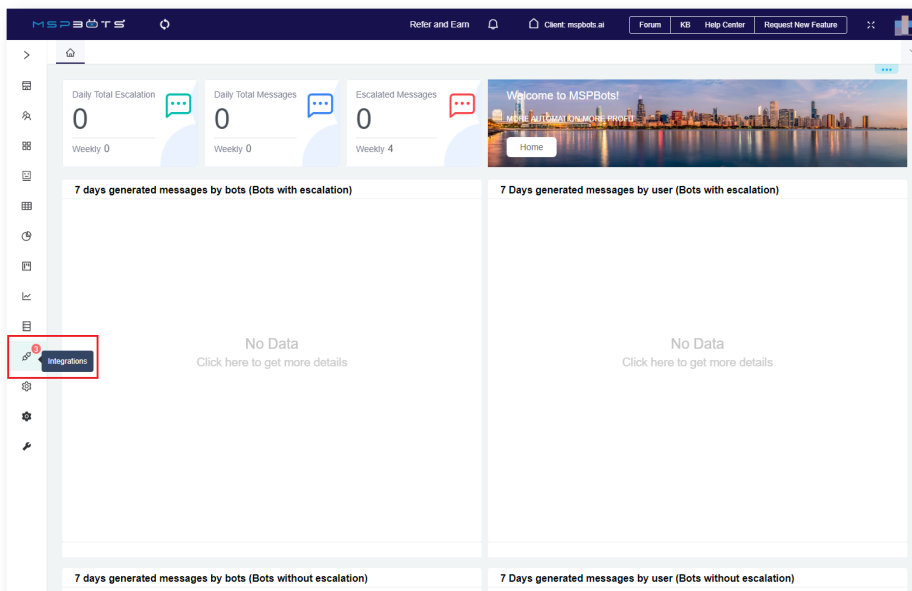 MSPBOTS
Refer and Earn
Client: mspbots.ai
Forum
KB
Help Center
Request New Feature
Daily Total Escalation
0
Weekly 0
Daily Total Messages
0
Weekly 0
Escalated Messages
0
Weekly 4
Welcome to MSPBots!
MORE AUTOMATION MORE PROFIT
Home
7 days generated messages by bots (Bots with escalation)
7 Days generated messages by user (Bots with escalation)
No Data
Click here to get more details
No Data
Click here to get more details
3
Integrations
7 days generated messages by bots (Bots without escalation)
7 Days generated messages by user (Bots without escalation)